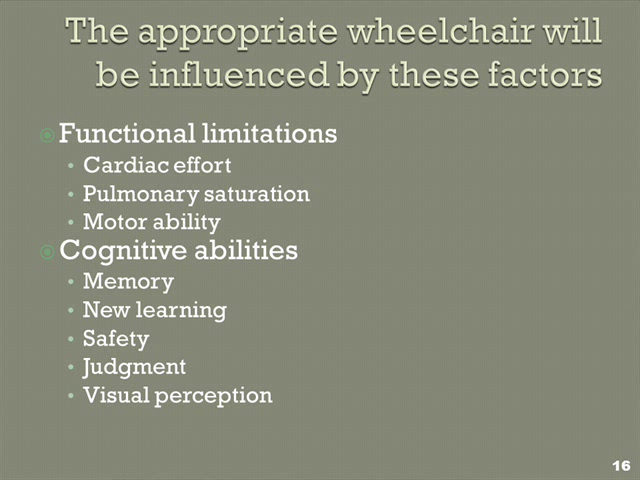 The appropriate wheelchair will
be influenced by these factors
Functional limitations
• Cardiac effort
• Pulmonary saturation
• Motor ability
Cognitive abilities
• Memory
• New learning
• Safety
• Judgment
• Visual perception
16